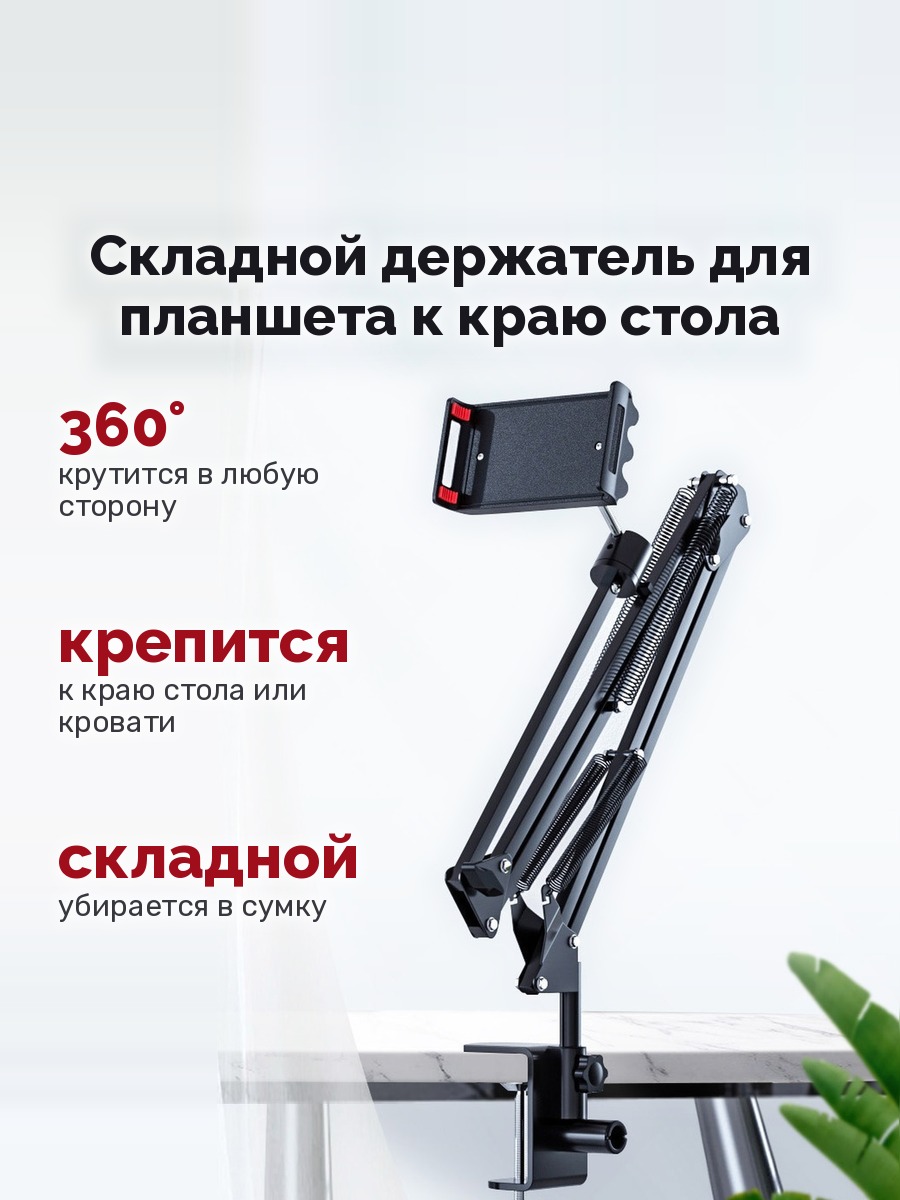 Складной держатель для
планшета к краю стола
360°
крутится в любую
сторону
крепится
к краю стола или
кровати
складной
убирается в сумку